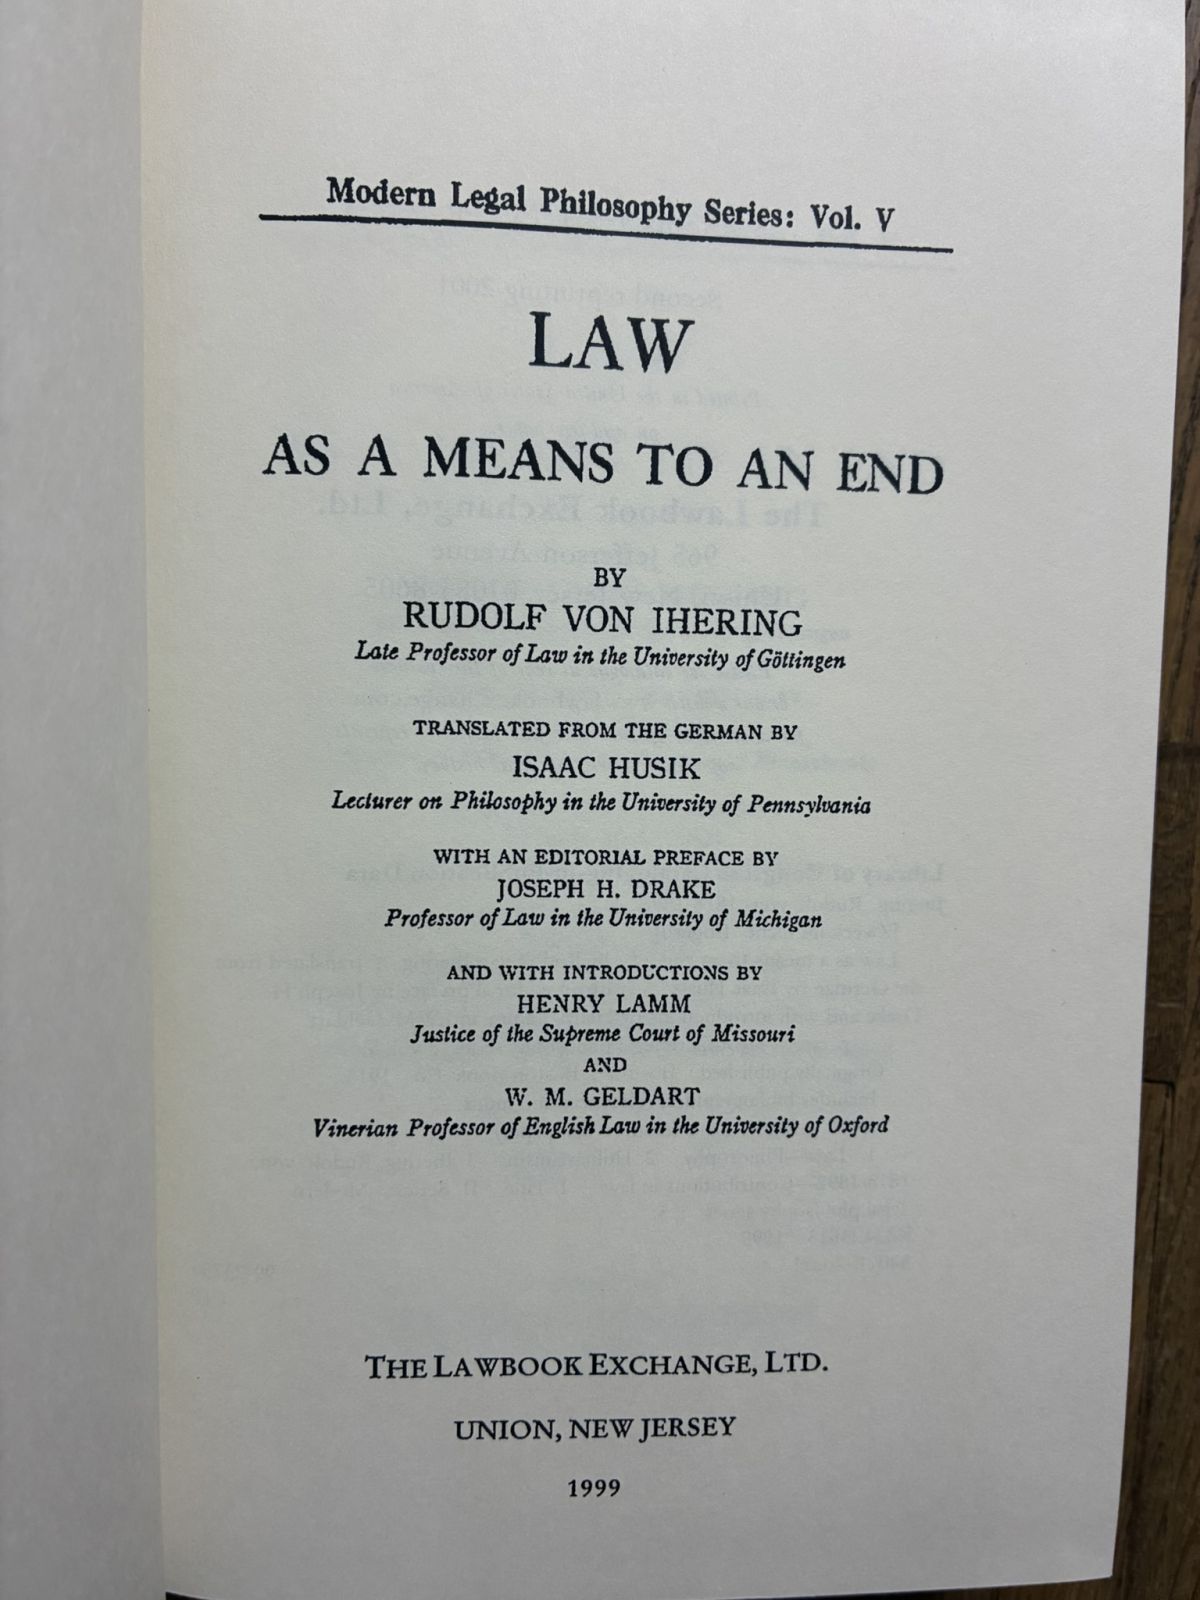 Modern Legal Philosophy Series: Vol. V
LAW
AS A MEANS TO AN END
BY
RUDOLF VON IHERING
Late Professor of Law in the University of Göttingen
TRANSLATED FROM THE GERMAN BY
ISAAC HUSIK
Lecturer on Philosophy in the University of Pennsylvania
WITH AN EDITORIAL PREFACE BY
JOSEPH H. DRAKE
Professor of Law in the University of Michigan
AND WITH INTRODUCTIONS BY
HENRY LAMM
Justice of the Supreme Court of Missouri
AND
W. M. GELDART
Vinerian Professor of English Law in the University of Oxford
THE LAWBOOK EXCHANGE, LTD.
UNION, NEW JERSEY
1999